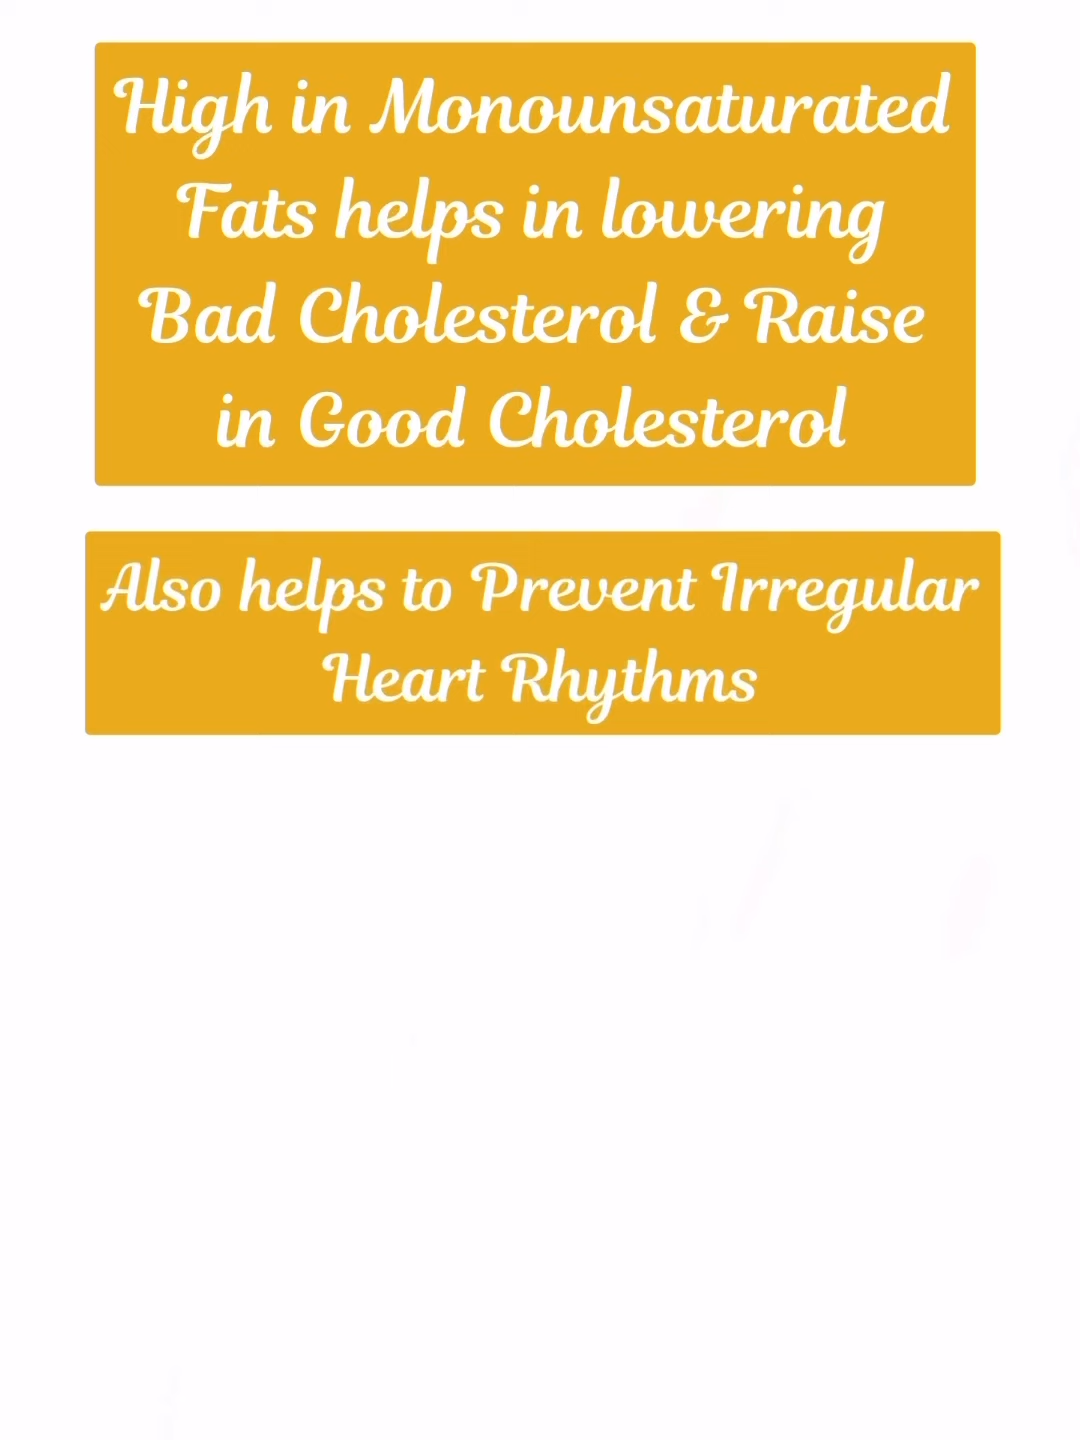 High in Monounsaturated
Fats helps in lowering
Bad Cholesterol & Raise
in Good Cholesterol
Also helps to Prevent Irregular
Heart Rhythms